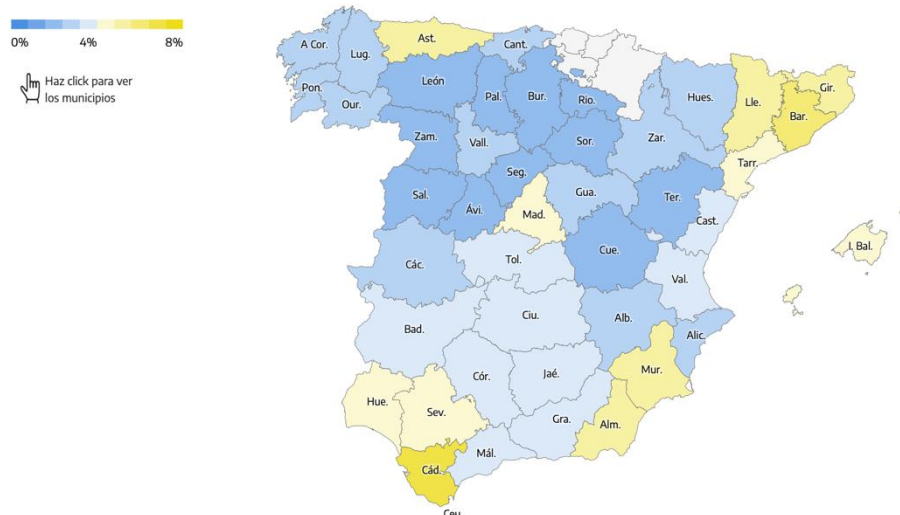 0%
4%
8%
Haz click para ver
los municipios
A Cor.
Lug.
Ast.
Cant.
Pon.
Our.
León
Pal.
Bur.
Rio.
Hues.
Lle.
Gir.
Bar.
Zam.
Vall.
Sor.
Zar.
Tarr.
Seg.
Sal.
Ávi.
Mad.
Gua.
Ter.
Cast.
Các.
Tol.
Cue.
Val.
I. Bal.
Bad.
Ciu.
Alb.
Alic.
Cór.
Jaé.
Mur.
Hue.
Sev.
Gra.
Alm.
Cád.
Mál.
Ceu.